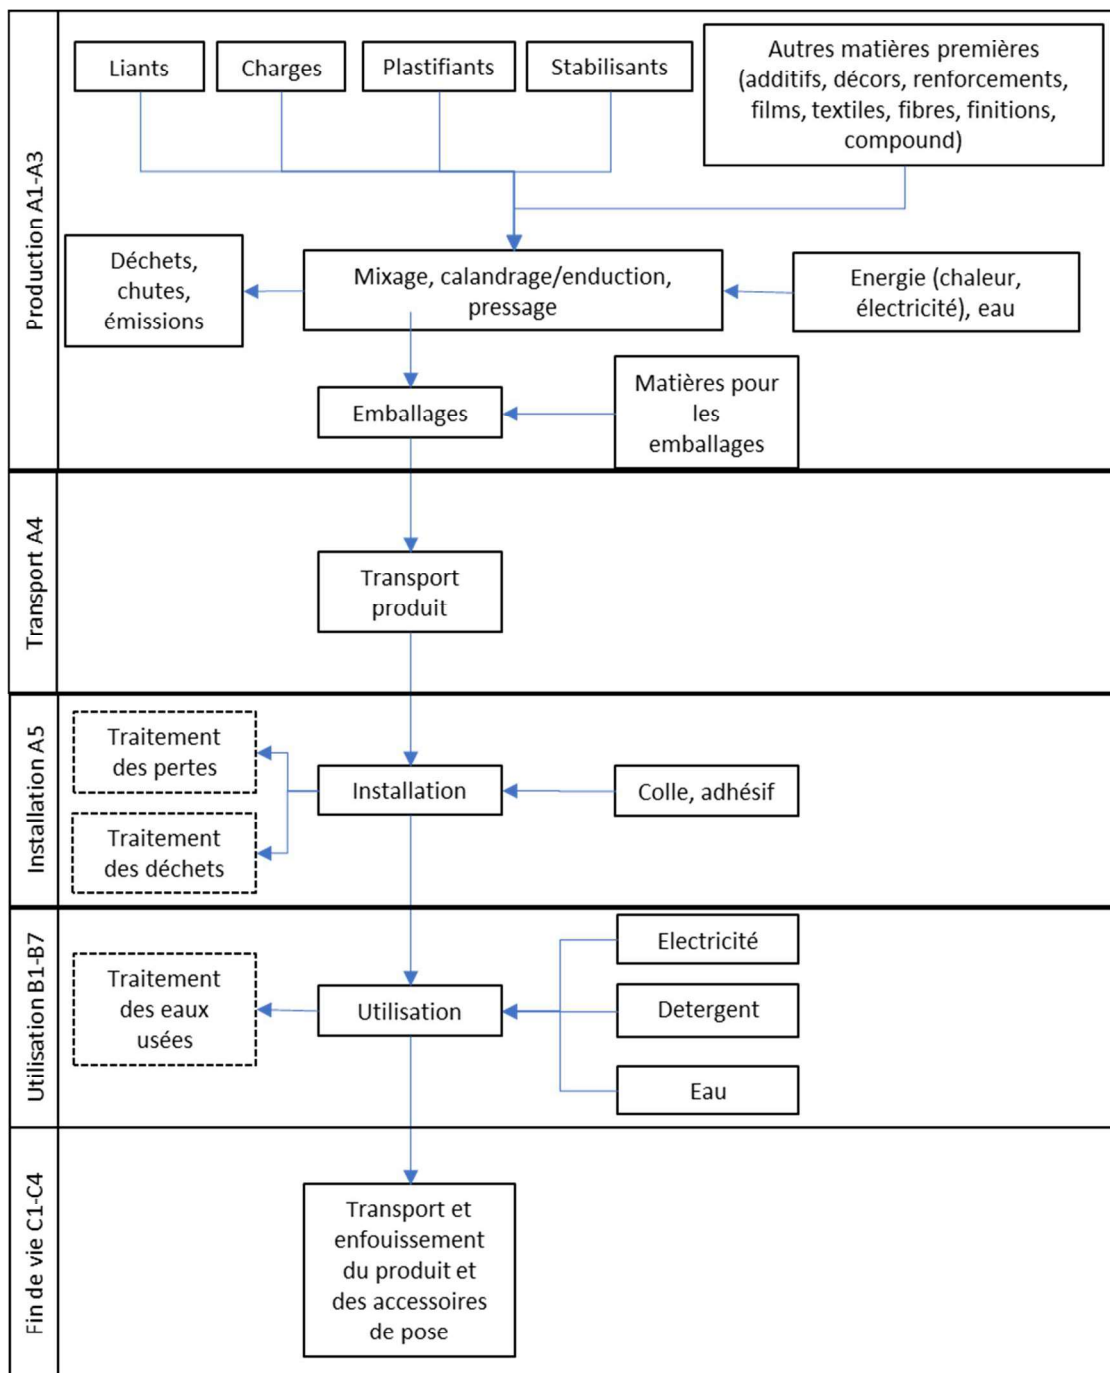 Production A1-A3
Liants
Charges
Plastifiants
Stabilisants
Autres matières premières
(additifs, décors, renforcements,
films, textiles, fibres, finitions,
compound)
Déchets,
chutes,
émissions
Mixage, calandrage/enduction,
pressage
Energie (chaleur,
électricité), eau
Emballages
Matières pour
les
emballages
Transport A4
Transport
produit
Installation A5
Traitement
des pertes
Installation
Colle, adhésif
Traitement
des déchets
Utilisation B1-B7
Traitement
des eaux
usées
Utilisation
Electricité
Detergent
Eau
Fin de vie C1-C4
Transport et
enfouissement
du produit et
des accessoires
de pose